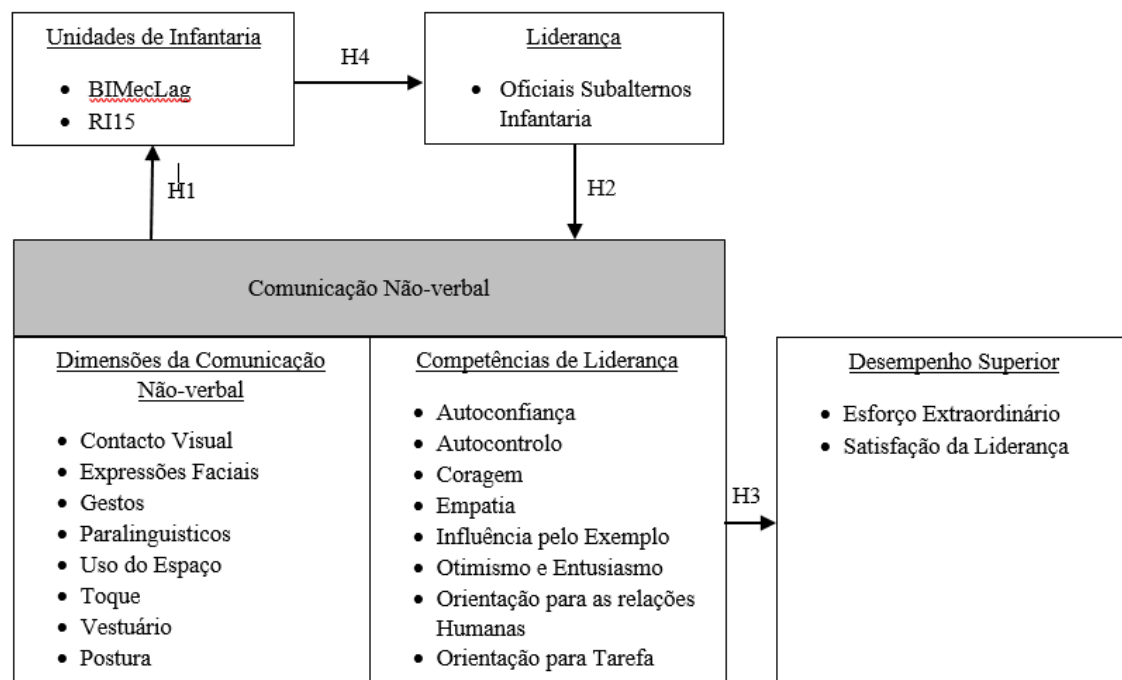 Unidades de Infantaria
• BIMecLag
• RI15
H4
Liderança
• Oficiais Subalternos
Infantaria
H1
H2
Comunicação Não-verbal
Dimensões da Comunicação
Não-verbal
• Contacto Visual
• Expressões Faciais
• Gestos
• Paralinguisticos
• Uso do Espaço
• Toque
• Vestuário
• Postura
Competências de Liderança
• Autoconfiança
• Autocontrolo
• Coragem
• Empatia
• Influência pelo Exemplo
• Otimismo e Entusiasmo
• Orientação para as relações
Humanas
• Orientação para Tarefa
H3
Desempenho Superior
• Esforço Extraordinário
• Satisfação da Liderança